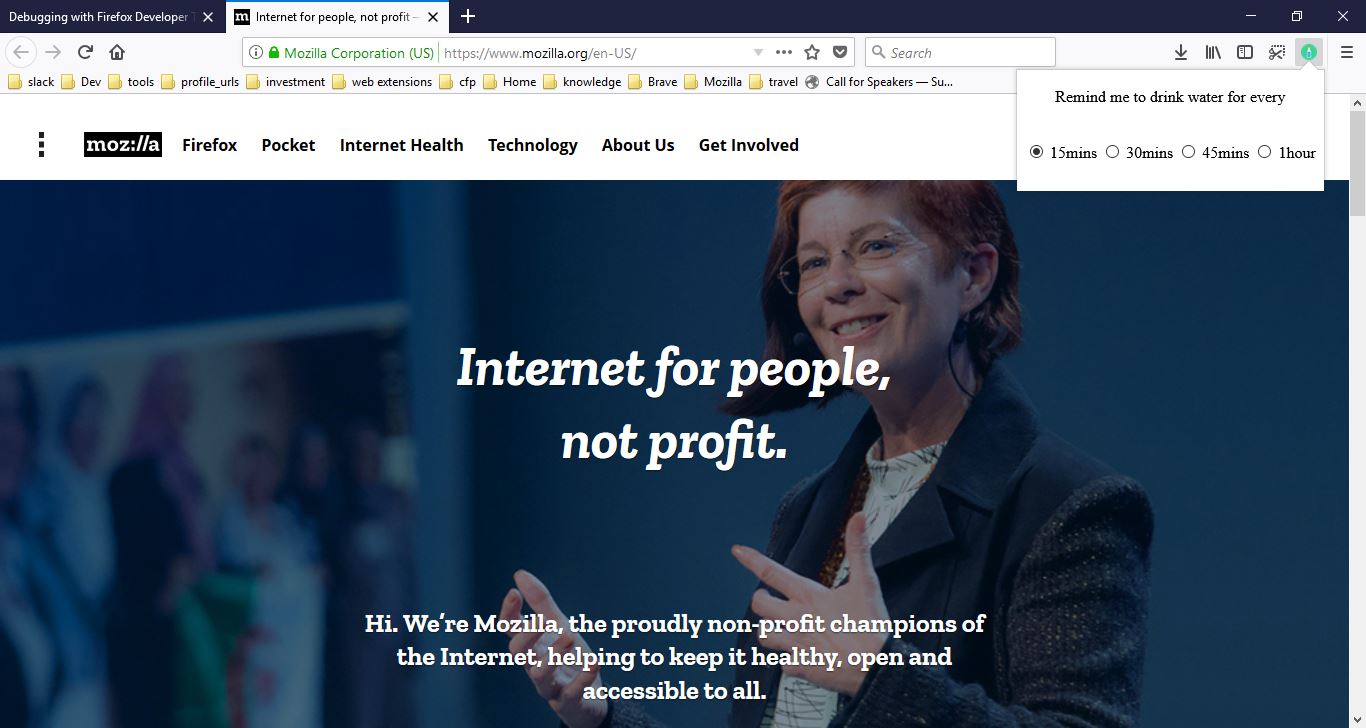 Debugging with Firefox Developer
Internet for people, not profit —
Mozilla Corporation (US)
https://www.mozilla.org/en-US/
Search
slack
Dev
tools
profile_urls
investment
web extensions
cfp
Home
knowledge
Brave
Mozilla
travel
Call for Speakers — Su...
Remind me to drink water for every
15mins 30mins 45mins 1hour
moz://a
Firefox
Pocket
Internet Health
Technology
About Us
Get Involved
Internet for people,
not profit.
Hi. We’re Mozilla, the proudly non-profit champions of
the Internet, helping to keep it healthy, open and
accessible to all.